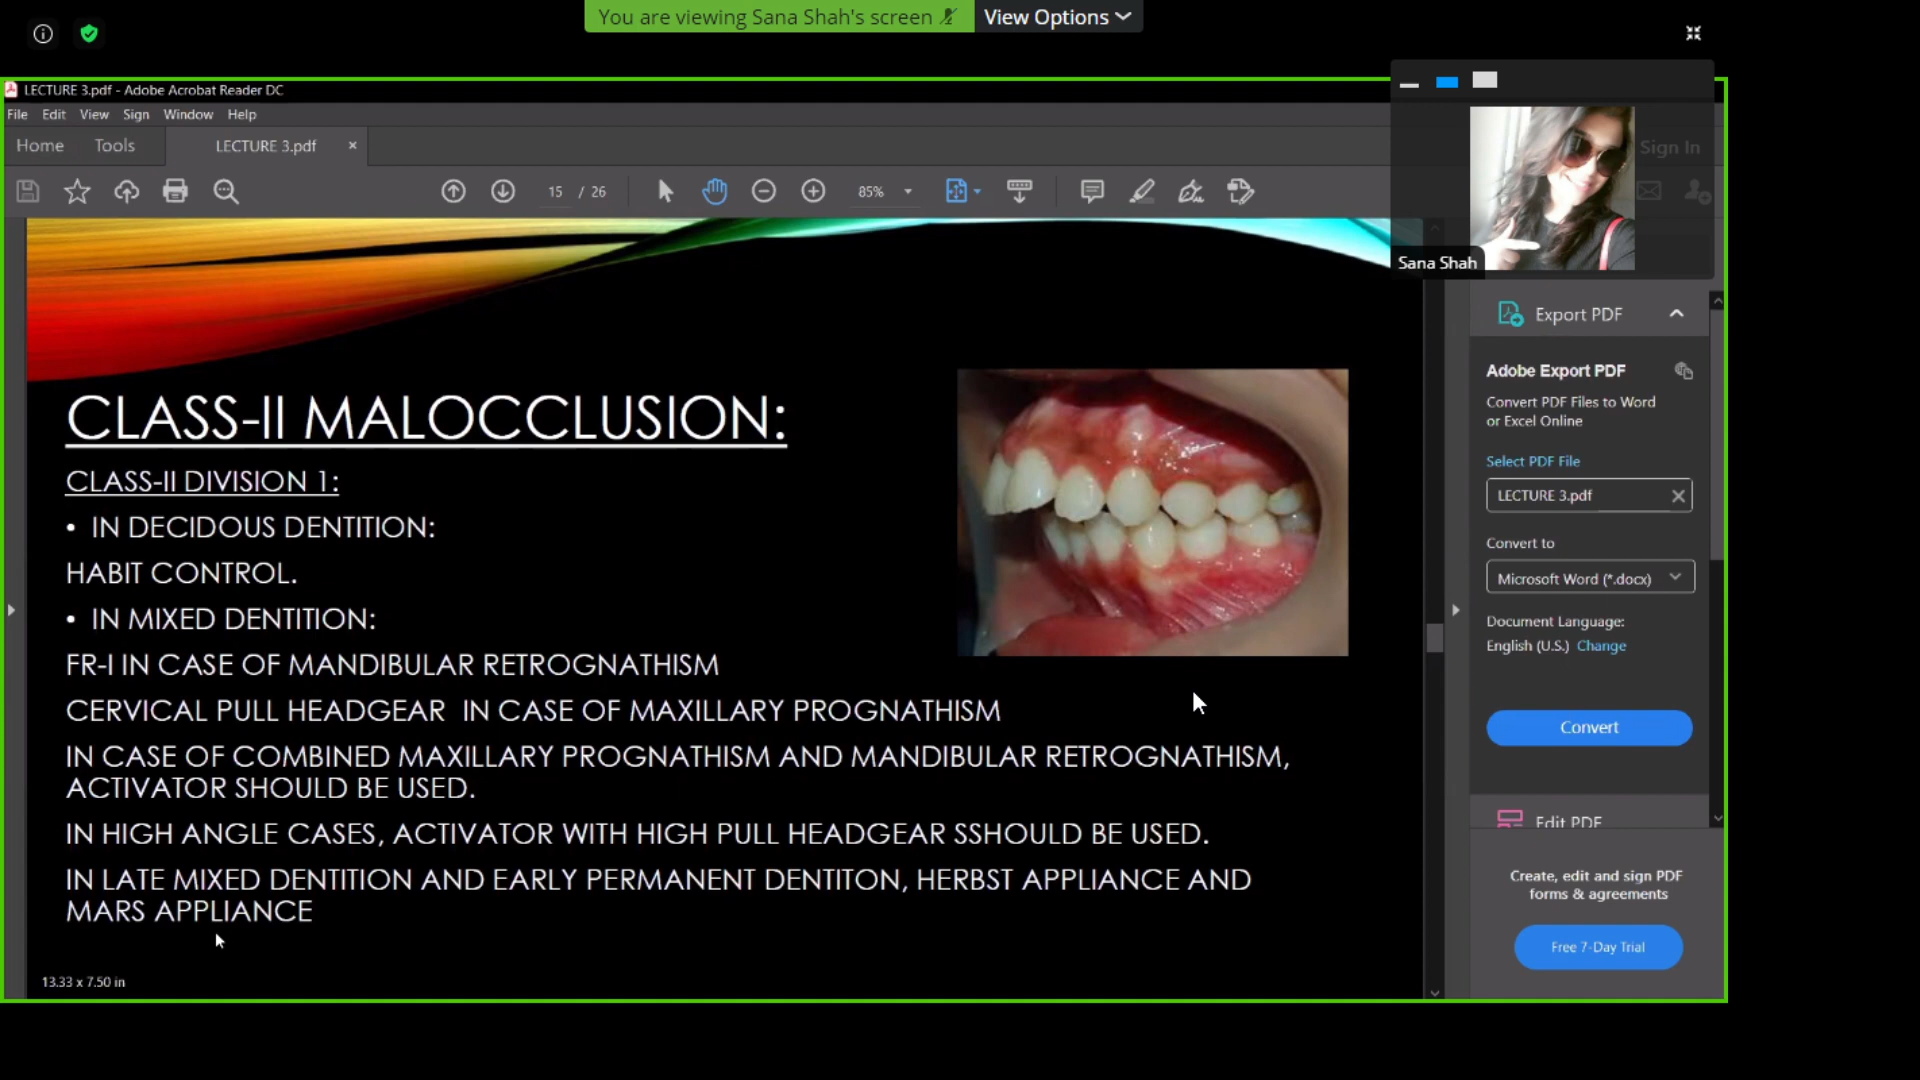 You are viewing Sana Shah's screen
View Options
LECTURE 3.pdf - Adobe Acrobat Reader DC
File Edit View Sign Window Help
Home Tools LECTURE 3.pdf ×
Sign In
15 / 26
85%
Sana Shah
CLASS-II MALOCCLUSION:
CLASS-II DIVISION 1:
• IN DECIDOUS DENTITION:
HABIT CONTROL.
• IN MIXED DENTITION:
FR-I IN CASE OF MANDIBULAR RETROGNATHISM
CERVICAL PULL HEADGEAR IN CASE OF MAXILLARY PROGNATHISM
IN CASE OF COMBINED MAXILLARY PROGNATHISM AND MANDIBULAR RETROGNATHISM,
ACTIVATOR SHOULD BE USED.
IN HIGH ANGLE CASES, ACTIVATOR WITH HIGH PULL HEADGEAR SSHOULD BE USED.
IN LATE MIXED DENTITION AND EARLY PERMANENT DENTITON, HERBST APPLIANCE AND
MARS APPLIANCE
13.33 x 7.50 in
Export PDF
Adobe Export PDF
Convert PDF Files to Word
or Excel Online
Select PDF File
LECTURE 3.pdf
Convert to
Microsoft Word (*.docx)
Document Language:
English (U.S.) Change
Convert
Edit PDF
Create, edit and sign PDF
forms & agreements
Free 7-Day Trial